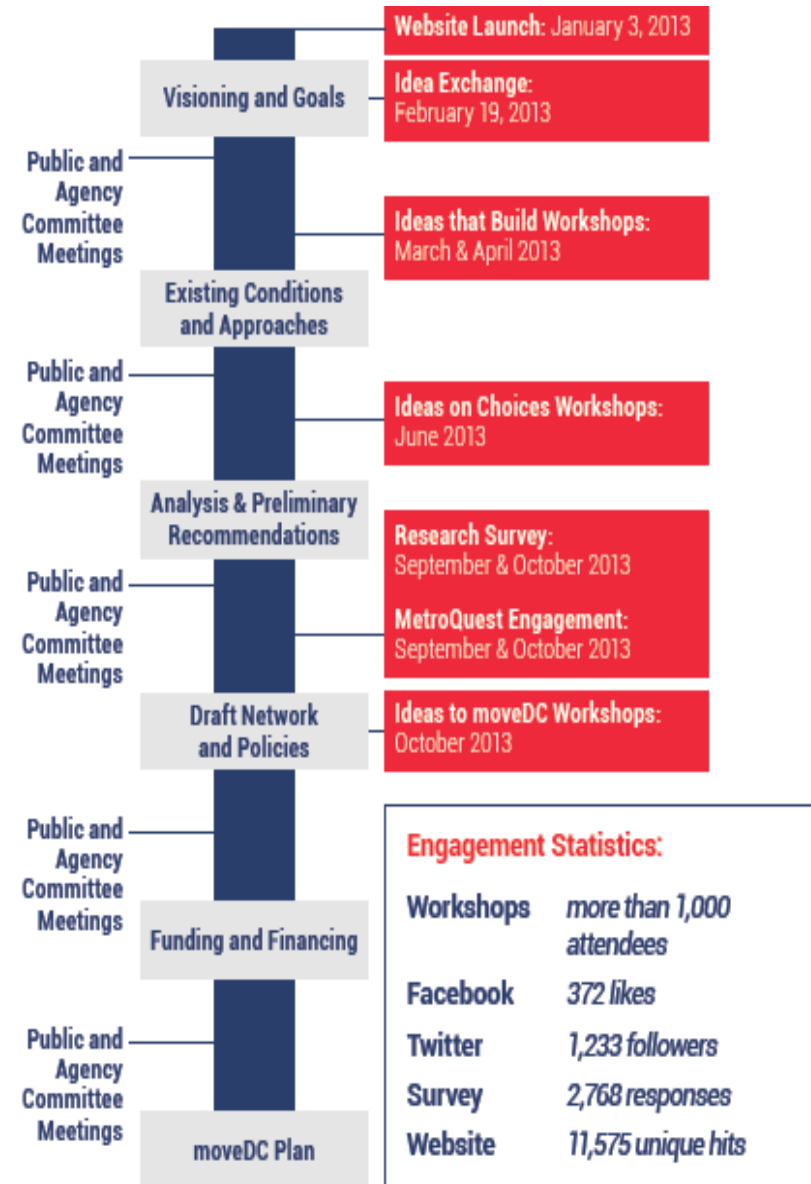 Website Launch: January 3, 2013
Visioning and Goals
Idea Exchange:
February 19, 2013
Public and
Agency
Committee
Meetings
Ideas that Build Workshops:
March & April 2013
Existing Conditions
and Approaches
Public and
Agency
Committee
Meetings
Ideas on Choices Workshops:
June 2013
Analysis & Preliminary
Recommendations
Research Survey:
September & October 2013
MetroQuest Engagement:
September & October 2013
Public and
Agency
Committee
Meetings
Draft Network
and Policies
Ideas to moveDC Workshops:
October 2013
Public and
Agency
Committee
Meetings
Funding and Financing
Public and
Agency
Committee
Meetings
moveDC Plan
Engagement Statistics:
Workshops more than 1,000
attendees
Facebook 372 likes
Twitter 1,233 followers
Survey 2,768 responses
Website 11,575 unique hits